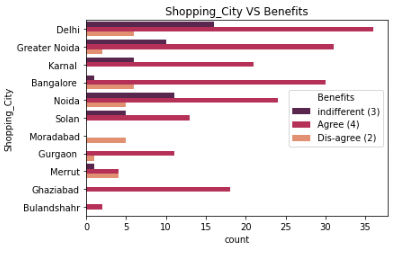 Shopping_City VS Benefits
Shopping_City
Delhi
Greater Noida
Karnal
Bangalore
Noida
Solan
Moradabad
Gurgaon
Merrut
Ghaziabad
Bulandshahr
Benefits
indifferent (3)
Agree (4)
Dis-agree (2)
0 5 10 15 20 25 30 35
count